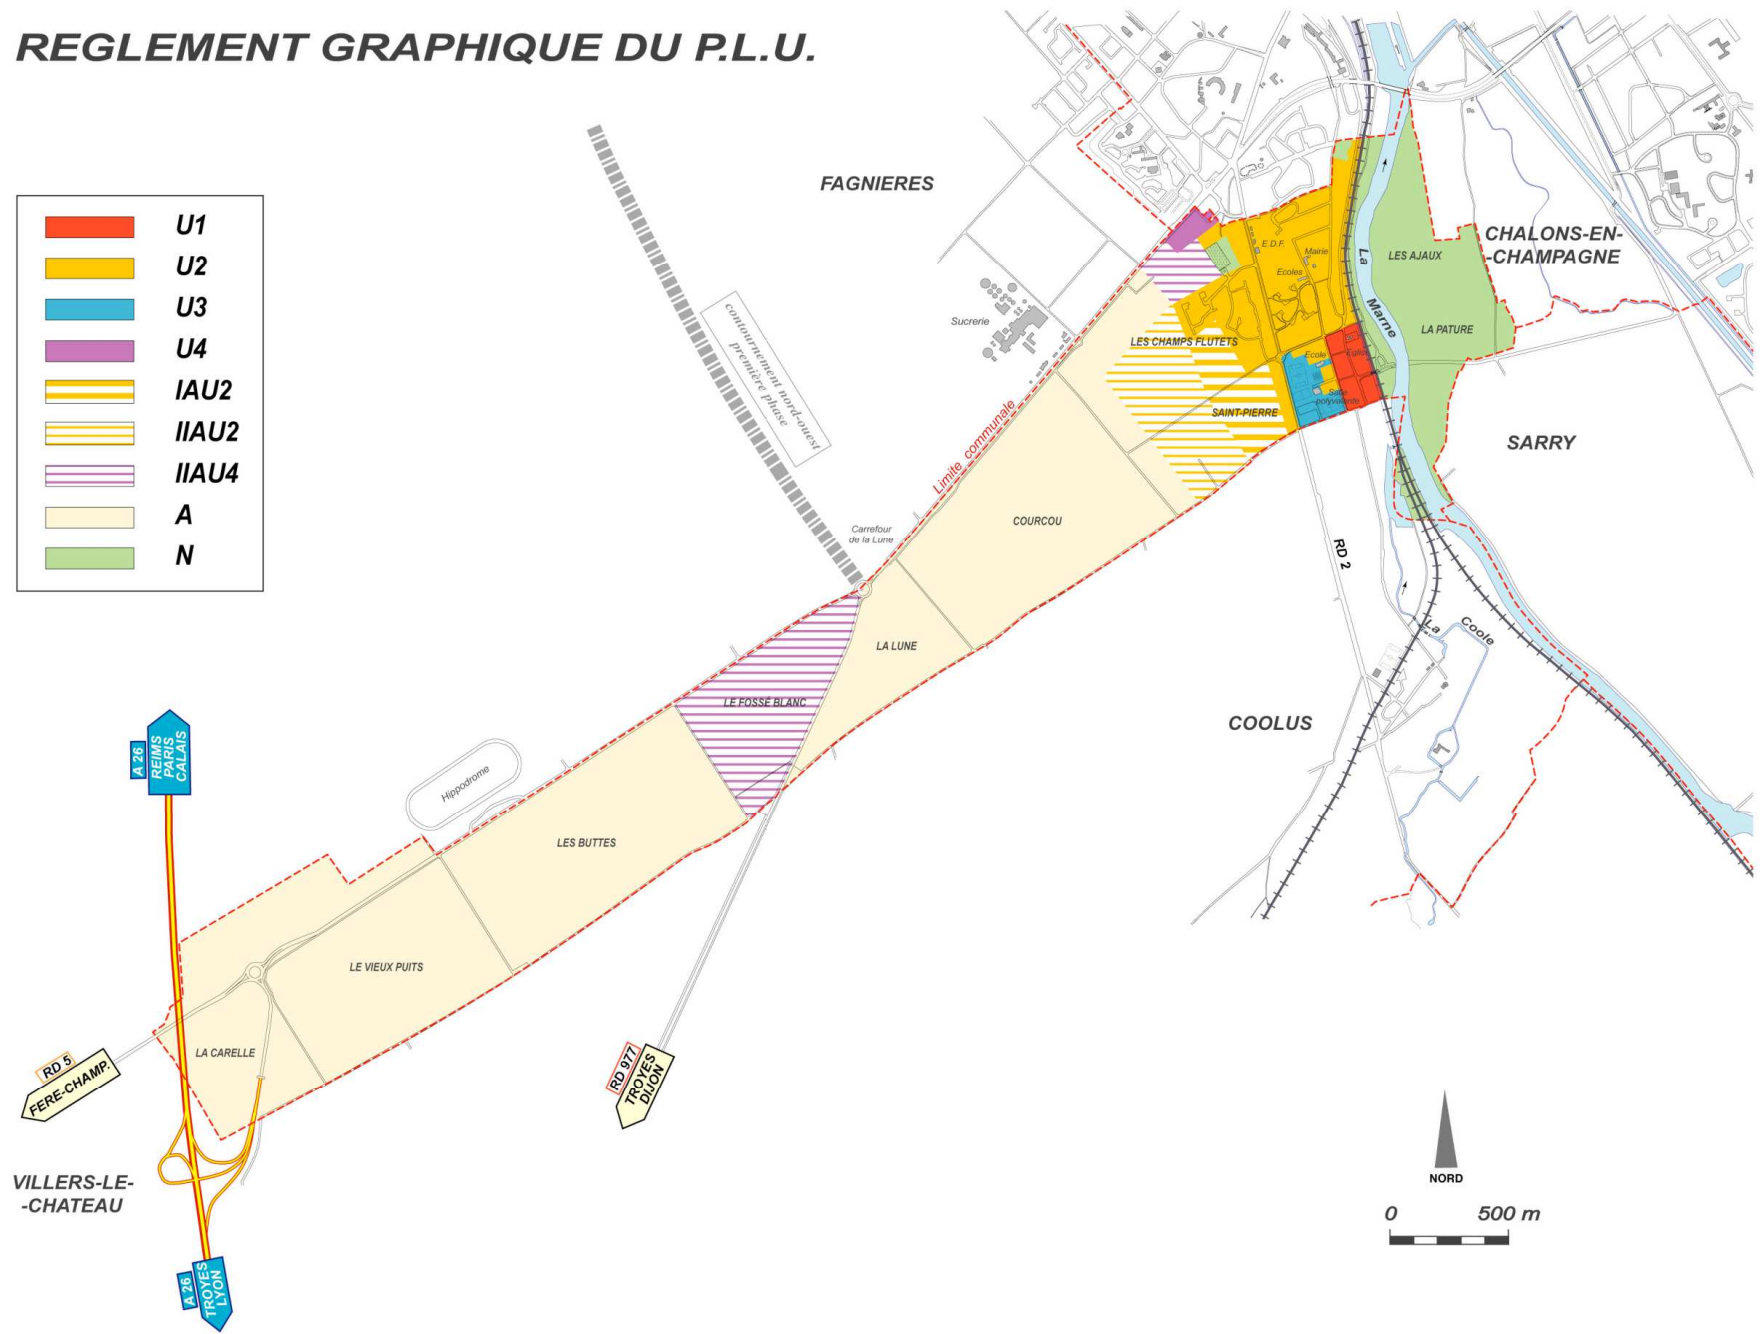 REGLEMENT GRAPHIQUE DU P.L.U.
U1
U2
U3
U4
IAU2
IIAU2
IIAU4
A
N
FAGNIERES
CHALONS-EN-
-CHAMPAGNE
SARRY
COOLUS
VILLERS-LE-
-CHATEAU
contournement nord-ouest
première phase
Sucrerie
Limite communale
Carrefour
de la Lune
E.D.F.
Mairie
Ecoles
Ecole
Eglise
Salle
polyvalente
La
Marne
LES AJAUX
LA PATURE
LES CHAMPS FLUTETS
SAINT-PIERRE
COURCOU
LA LUNE
LE FOSSÉ BLANC
LES BUTTES
LE VIEUX PUITS
LA CARELLE
Hippodrome
RD 2
La
Coole
A 26
REIMS
PARIS
CALAIS
RD 5
FERE-CHAMP.
RD 977
TROYES
DIJON
A 26
TROYES
LYON
NORD
0 500 m